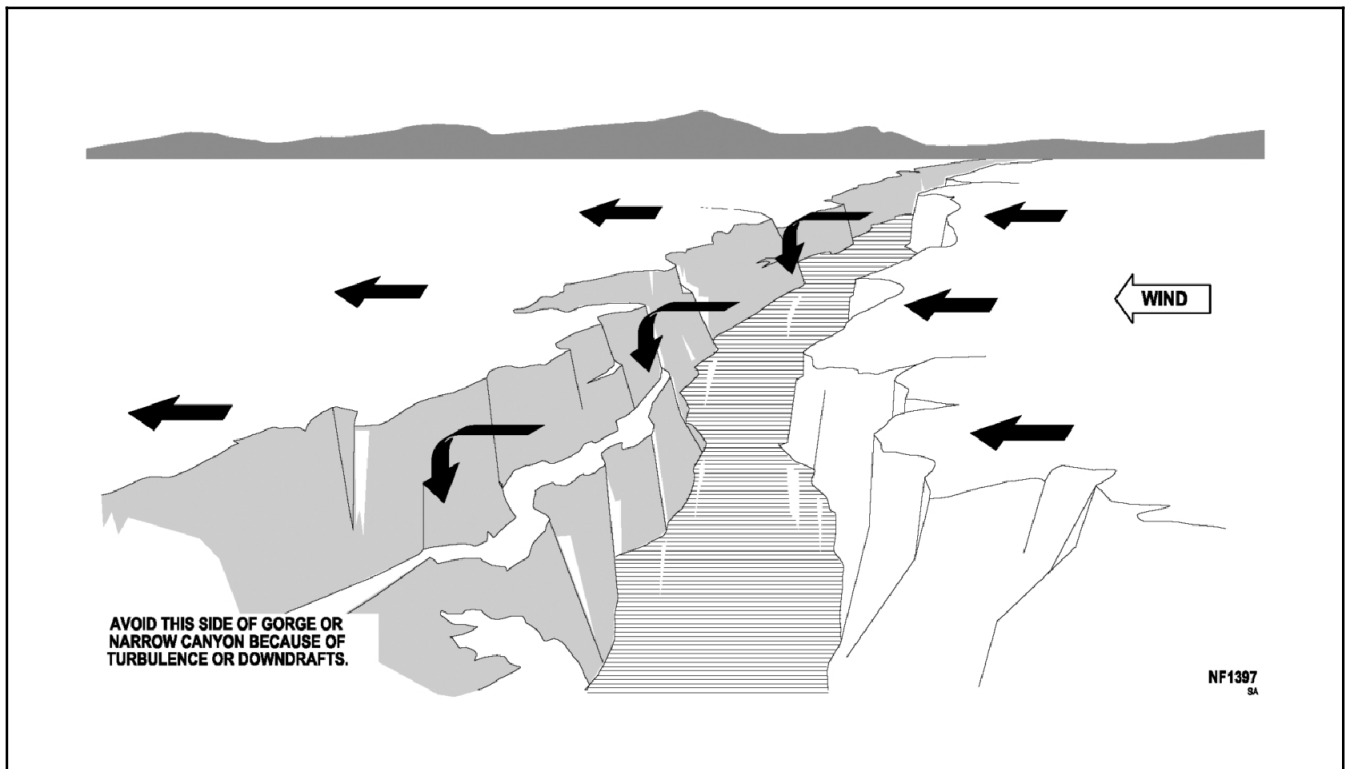 WIND
AVOID THIS SIDE OF GORGE OR
NARROW CANYON BECAUSE OF
TURBULENCE OR DOWNDRAFTS.
NF1397
SA